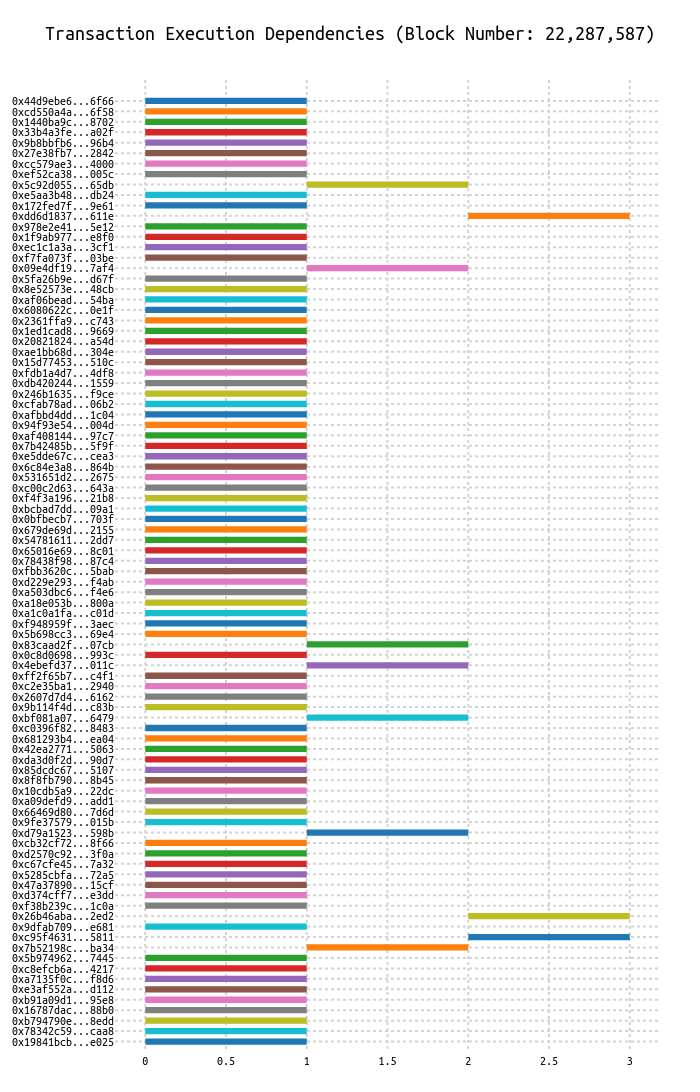 Transaction Execution Dependencies (Block Number: 22,287,587)
0x44d9ebe6...6f66
0xcd550a4a...6f58
0x1440ba9c...8702
0x33b4a3fe...a02f
0x9b8bbfb6...96b4
0x27e38fb7...2842
0xcc579ae3...4000
0xef52ca38...005c
0x5c92d055...65db
0xe5aa3b48...db24
0x172fed7f...9e61
0xdd6d1837...611e
0x978e2e41...5e12
0x1f9ab977...e8f0
0xec1c1a3a...3cf1
0xf7fa073f...03be
0x09e4df19...7af4
0x5fa26b9e...d67f
0x8e52573e...48cb
0xaf06bead...54ba
0x6080622c...0e1f
0x2361ffa9...c743
0x1ed1cad8...9669
0x20821824...a54d
0xae1bb68d...304e
0x15d77453...510c
0xfdb1a4d7...4df8
0xdb420244...1559
0x246b1635...f9ce
0xcfab78ad...06b2
0xafbbd4dd...1c04
0x94f93e54...004d
0xaf408144...97c7
0x7b42485b...5f9f
0xe5dde67c...cea3
0x6c84e3a8...864b
0x531651d2...2675
0xc00c2d63...643a
0xf4f3a196...21b8
0xbcbad7dd...09a1
0x0bfbecb7...703f
0x679de69d...2155
0x54781611...2dd7
0x65016e69...8c01
0x78438f98...87c4
0xfbb3620c...5bab
0xd229e293...f4ab
0xa503dbc6...f4e6
0xa18e053b...800a
0xa1c0a1fa...c01d
0xf948959f...3aec
0x5b698cc3...69e4
0x83caad2f...07cb
0x0c8d0698...993c
0x4ebefd37...011c
0xff2f65b7...c4f1
0xc2e35ba1...2940
0x2607d7d4...6162
0x9b114f4d...c83b
0xbf081a07...6479
0xc0396f82...8483
0x681293b4...ea04
0x42ea2771...5063
0xda3d0f2d...90d7
0x85dcdc67...5107
0x8f8fb790...8b45
0x10cdb5a9...22dc
0xa09defd9...add1
0x66469d80...7d6d
0x9fe37579...015b
0xd79a1523...598b
0xcb32cf72...8f66
0xd2570c92...3f0a
0xc67cfe45...7a32
0x5285cbfa...72a5
0x47a37890...15cf
0xd374cff7...e3dd
0xf38b239c...1c0a
0x26b46aba...2ed2
0x9dfab709...e681
0xc95f4631...5811
0x7b52198c...ba34
0x5b974962...7445
0xc8efcb6a...4217
0xa7135f0c...f8d6
0xe3af552a...d112
0xb91a09d1...95e8
0x16787dac...88b0
0xb794790e...8edd
0x78342c59...caa8
0x19841bcb...e025
0 0.5 1 1.5 2 2.5 3